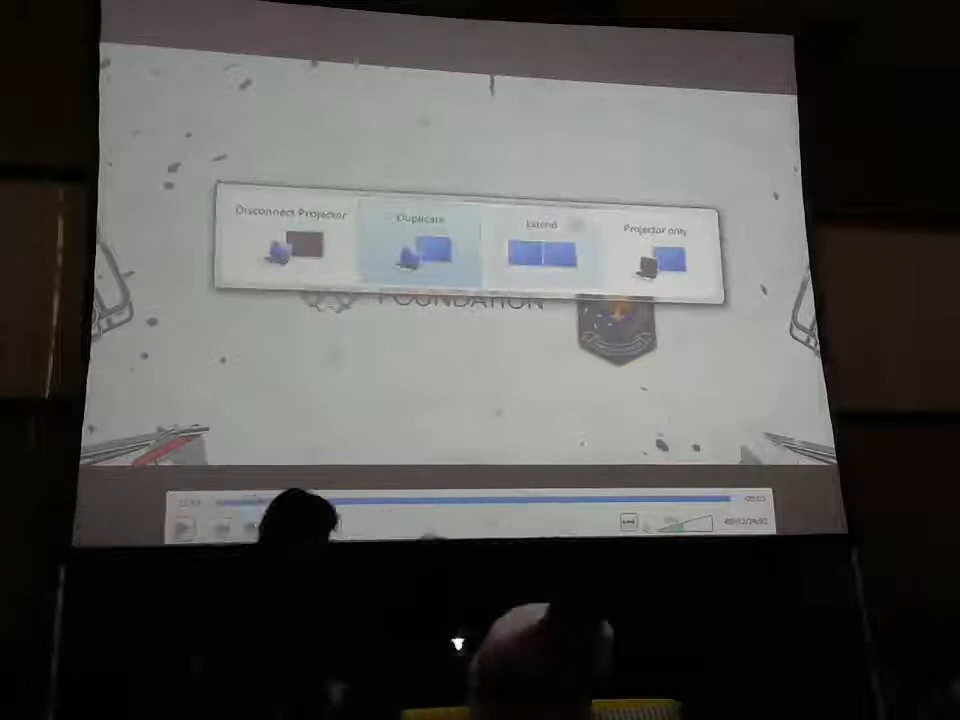 Disconnect Projector
Duplicate
Extend
Projector only
FOUNDATION